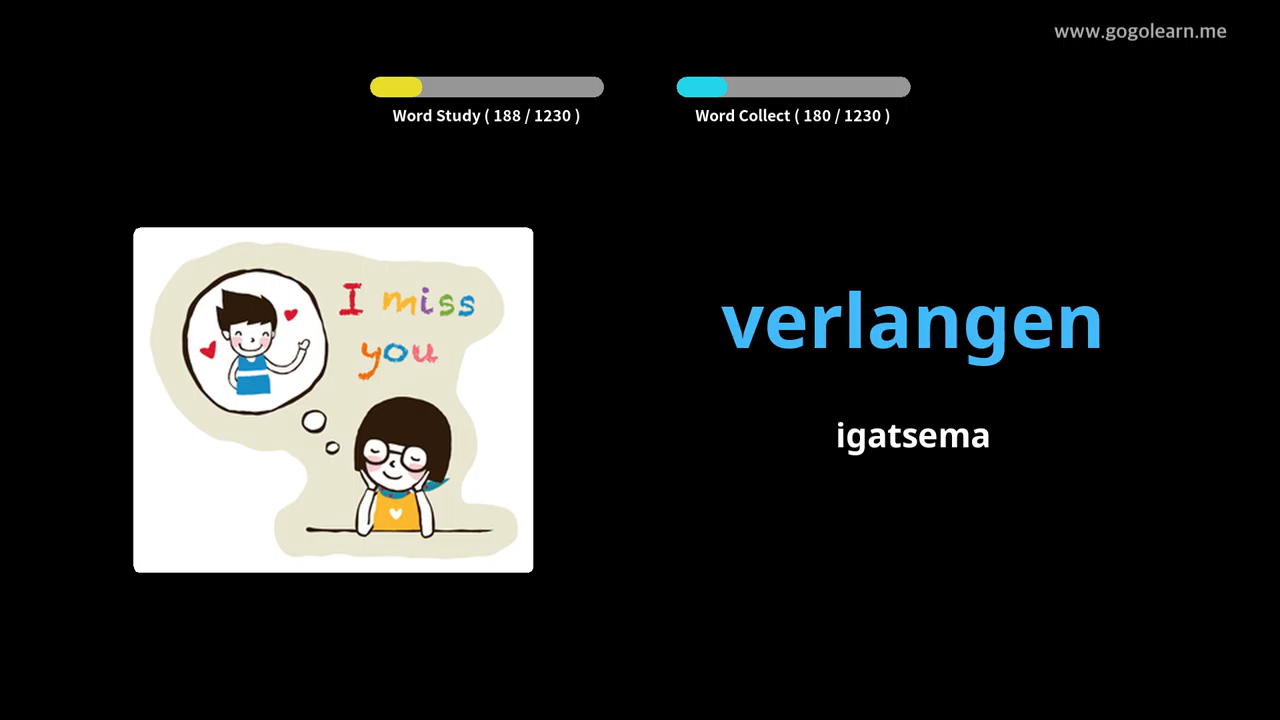 www.gogolearn.me
Word Study ( 188 / 1230 )
Word Collect ( 180 / 1230 )
I miss
you
verlangen
igatsema